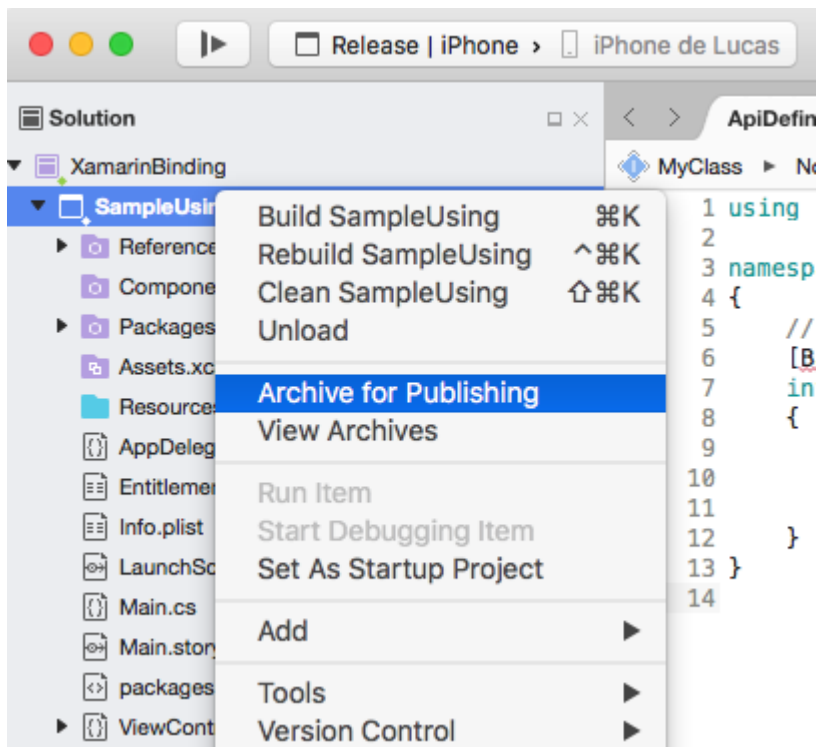 Release | iPhone › iPhone de Lucas
Solution
ApiDefin
XamarinBinding
MyClass ▸ No
SampleUsin
Reference
Compone
Packages
Assets.xc
Resources
AppDeleg
Entitlemen
Info.plist
LaunchSc
Main.cs
Main.story
packages
ViewCont
Build SampleUsing ⌘K
Rebuild SampleUsing ^⌘K
Clean SampleUsing ⇧⌘K
Unload
Archive for Publishing
View Archives
Run Item
Start Debugging Item
Set As Startup Project
Add
Tools
Version Control
1 using
2
3 namesp
4 {
5 //
6 [B
7 in
8 {
9
10
11
12 }
13 }
14